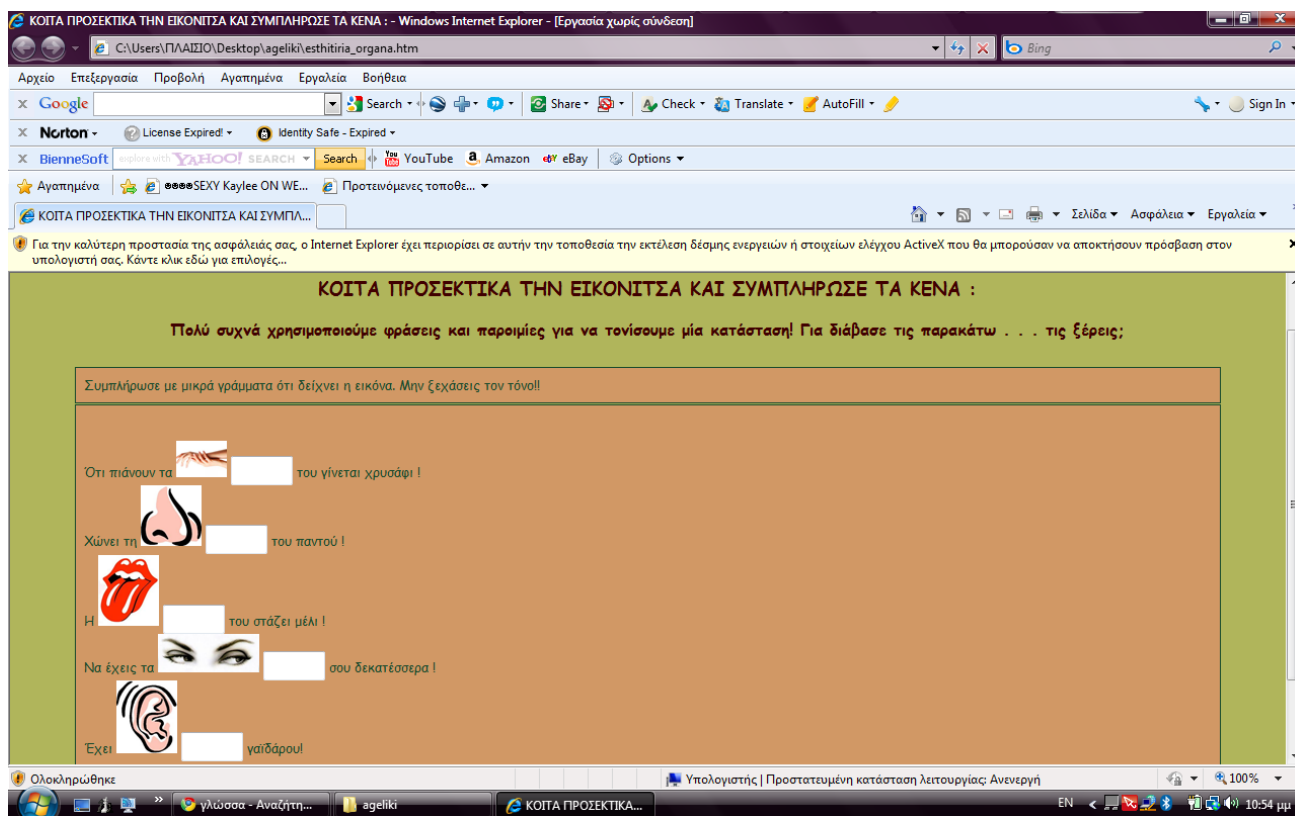 ΚΟΙΤΑ ΠΡΟΣΕΚΤΙΚΑ ΤΗΝ ΕΙΚΟΝΙΤΣΑ ΚΑΙ ΣΥΜΠΛΗΡΩΣΕ ΤΑ ΚΕΝΑ : - Windows Internet Explorer - [Εργασία χωρίς σύνδεση]
C:\Users\ΠΛΑΙΣΙΟ\Desktop\ageliki\esthitiria_organa.htm Bing
Αρχείο Επεξεργασία Προβολή Αγαπημένα Εργαλεία Βοήθεια
x Google Search Share Check Translate AutoFill Sign In
x Norton License Expired! Identity Safe - Expired
x BienneSoft explore with YAHOO! SEARCH Search YouTube Amazon eBay Options
Αγαπημένα SEXY Kaylee ON WE... Προτεινόμενες τοποθε...
ΚΟΙΤΑ ΠΡΟΣΕΚΤΙΚΑ ΤΗΝ ΕΙΚΟΝΙΤΣΑ ΚΑΙ ΣΥΜΠΛ... Σελίδα Ασφάλεια Εργαλεία
Για την καλύτερη προστασία της ασφάλειάς σας, ο Internet Explorer έχει περιορίσει σε αυτήν την τοποθεσία την εκτέλεση δέσμης ενεργειών ή στοιχείων ελέγχου ActiveX που θα μπορούσαν να αποκτήσουν πρόσβαση στον
υπολογιστή σας. Κάντε κλικ εδώ για επιλογές...
ΚΟΙΤΑ ΠΡΟΣΕΚΤΙΚΑ ΤΗΝ ΕΙΚΟΝΙΤΣΑ ΚΑΙ ΣΥΜΠΛΗΡΩΣΕ ΤΑ ΚΕΝΑ :
Πολύ συχνά χρησιμοποιούμε φράσεις και παροιμίες για να τονίσουμε μία κατάσταση! Για διάβασε τις παρακάτω . . . τις ξέρεις;
Συμπλήρωσε με μικρά γράμματα ότι δείχνει η εικόνα. Μην ξεχάσεις τον τόνο!!
Ότι πιάνουν τα του γίνεται χρυσάφι !
Χώνει τη του παντού !
Η του στάζει μέλι !
Να έχεις τα σου δεκατέσσερα !
Έχει γαϊδάρου!
Ολοκληρώθηκε Υπολογιστής | Προστατευμένη κατάσταση λειτουργίας: Ανενεργή 100%
γλώσσα - Αναζήτη... ageliki ΚΟΙΤΑ ΠΡΟΣΕΚΤΙΚΑ... EN 10:54 μμ